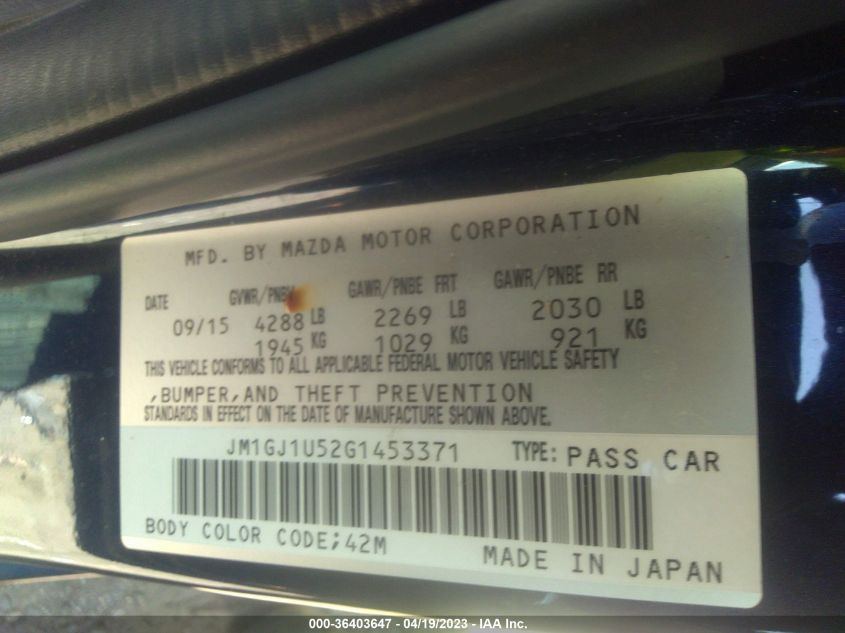 MFD. BY MAZDA MOTOR CORPORATION
DATE GVWR/PNBV GAWR/PNBE FRT GAWR/PNBE RR
09/15 4288 LB 2269 LB 2030 LB
1945 KG 1029 KG 921 KG
THIS VEHICLE CONFORMS TO ALL APPLICABLE FEDERAL MOTOR VEHICLE SAFETY
,BUMPER,AND THEFT PREVENTION
STANDARDS IN EFFECT ON THE DATE OF MANUFACTURE SHOWN ABOVE.
JM1GJ1U52G1453371 TYPE: PASS CAR
BODY COLOR CODE;42M
MADE IN JAPAN
000-36403647 - 04/19/2023 - IAA Inc.